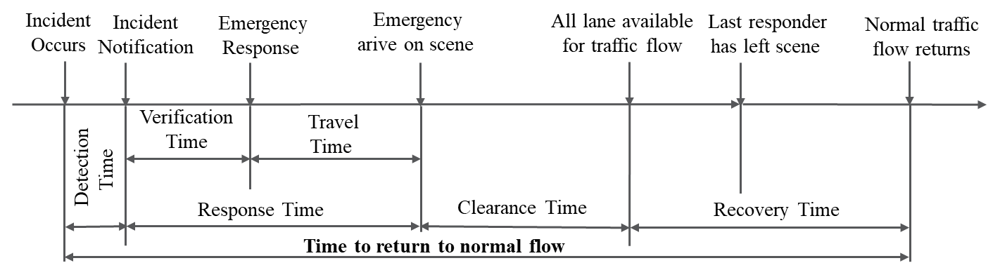 Incident
Occurs
Incident
Notification
Emergency
Response
Emergency
arive on scene
All lane available
for traffic flow
Last responder
has left scene
Normal traffic
flow returns
Detection
Time
Verification
Time
Travel
Time
Response Time
Clearance Time
Recovery Time
Time to return to normal flow